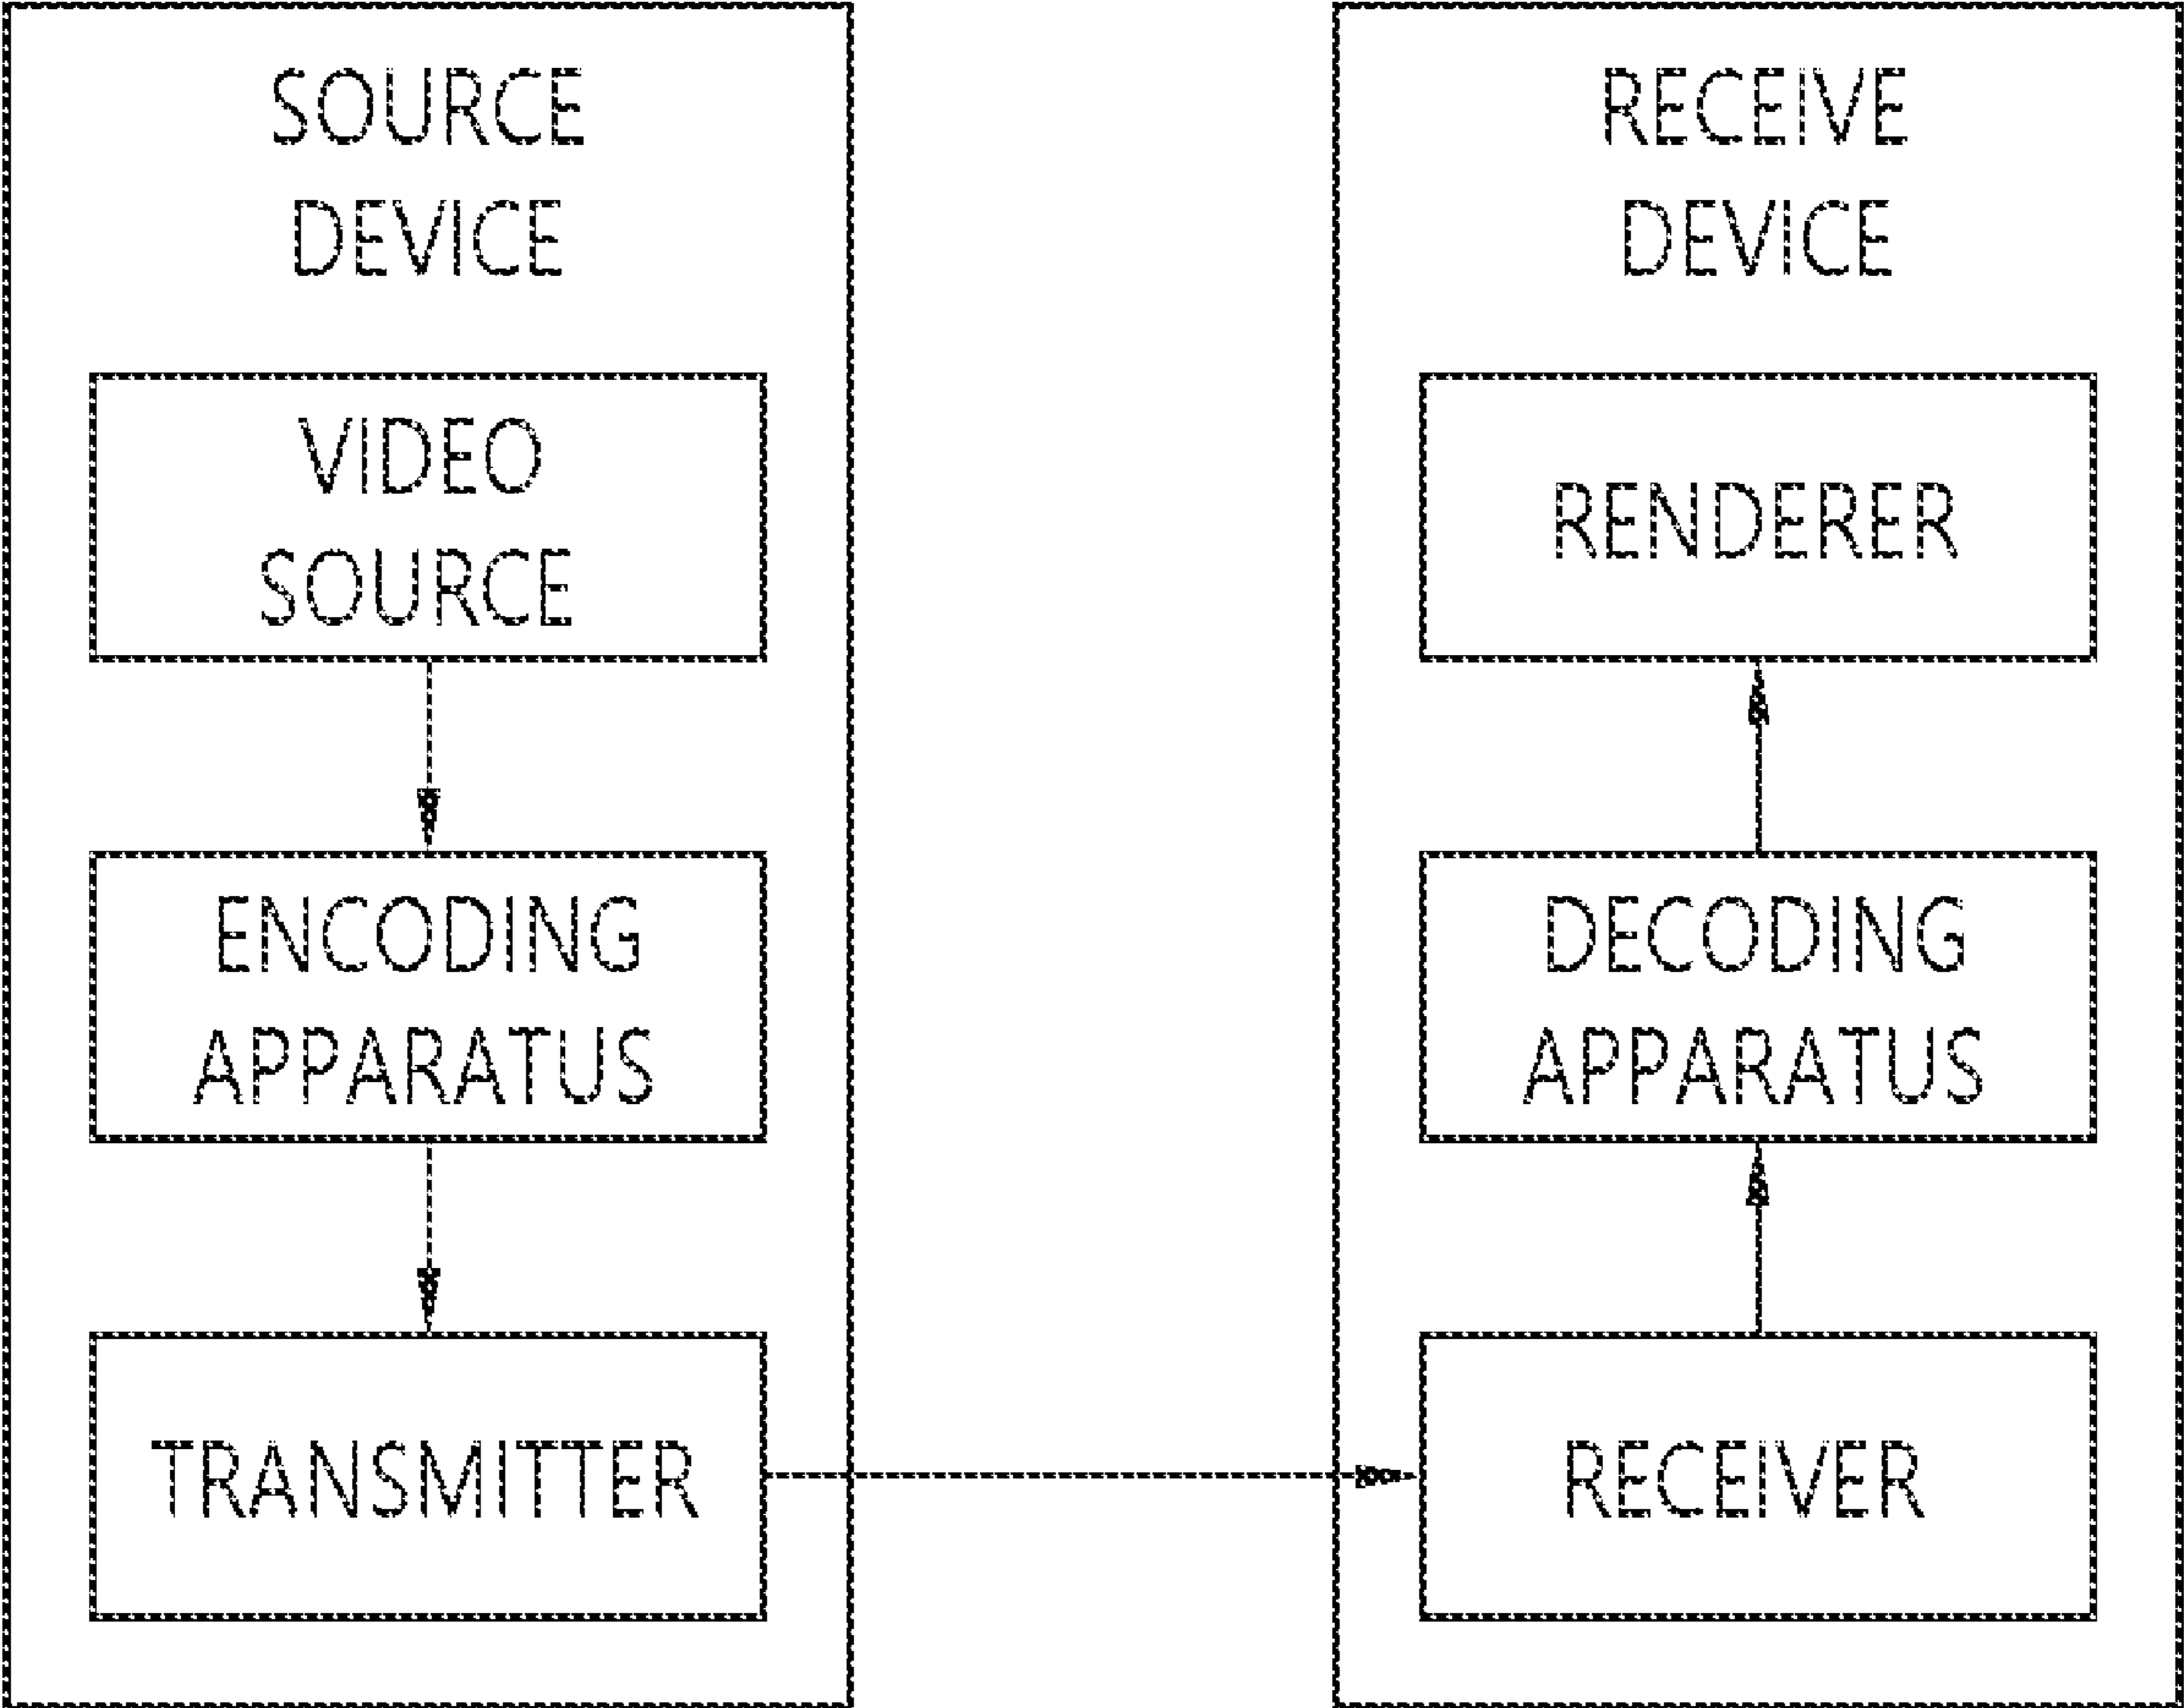 SOURCE
DEVICE
VIDEO
SOURCE
ENCODING
APPARATUS
TRANSMITTER
RECEIVE
DEVICE
RENDERER
DECODING
APPARATUS
RECEIVER